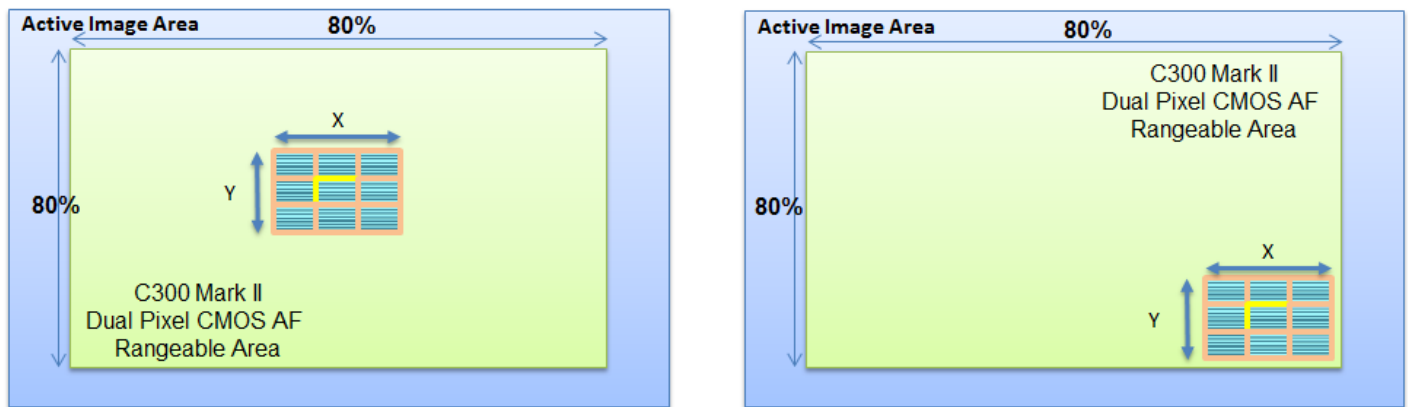 Active Image Area
80%
X
Y
80%
C300 Mark II
Dual Pixel CMOS AF
Rangeable Area
Active Image Area
80%
C300 Mark II
Dual Pixel CMOS AF
Rangeable Area
80%
X
Y